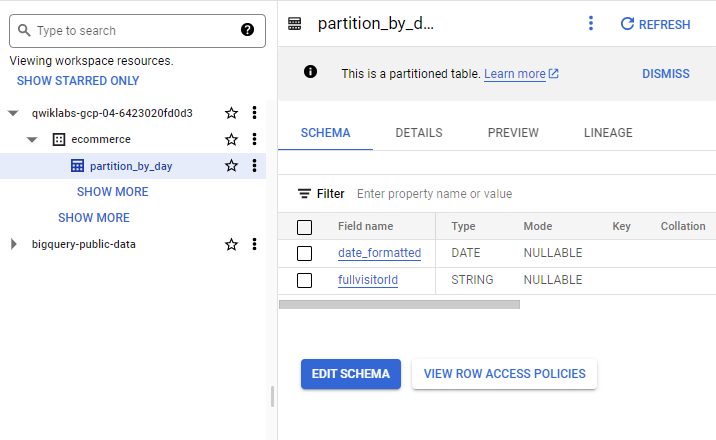 Type to search
Viewing workspace resources.
SHOW STARRED ONLY
qwiklabs-gcp-04-6423020fd0d3
ecommerce
partition_by_day
SHOW MORE
SHOW MORE
bigquery-public-data
partition_by_d...
REFRESH
This is a partitioned table. Learn more
DISMISS
SCHEMA DETAILS PREVIEW LINEAGE
Filter Enter property name or value
Field name Type Mode Key Collation
date_formatted DATE NULLABLE
fullvisitorId STRING NULLABLE
EDIT SCHEMA VIEW ROW ACCESS POLICIES